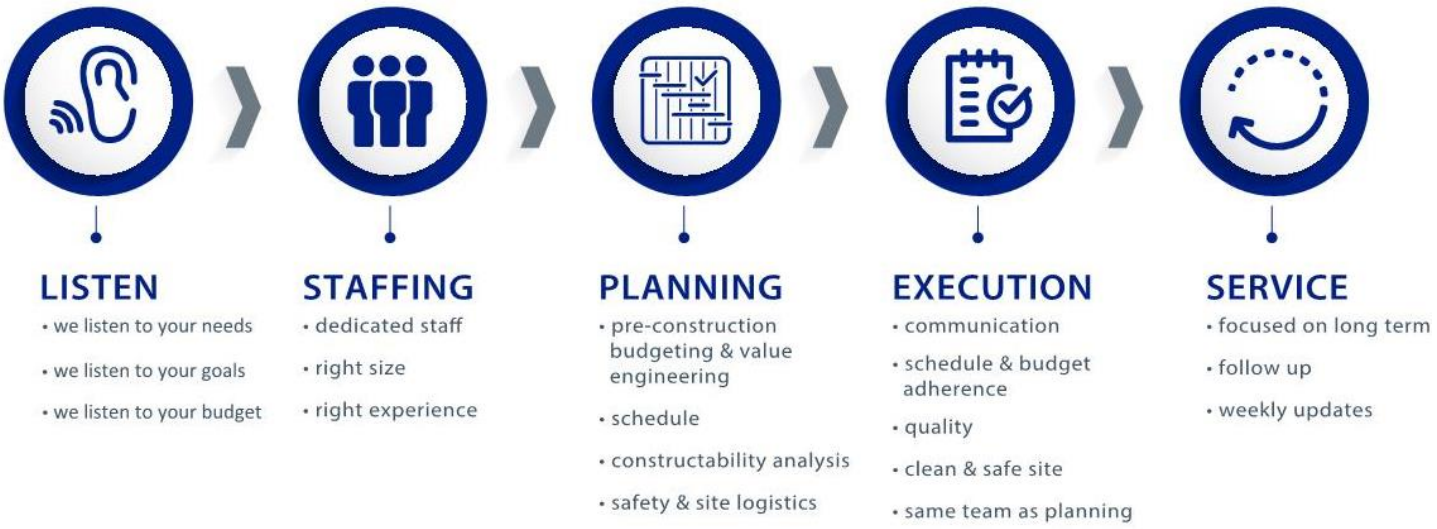 LISTEN
• we listen to your needs
• we listen to your goals
• we listen to your budget
STAFFING
• dedicated staff
• right size
• right experience
PLANNING
• pre-construction
budgeting & value
engineering
• schedule
• constructability analysis
• safety & site logistics
EXECUTION
• communication
• schedule & budget
adherence
• quality
• clean & safe site
• same team as planning
SERVICE
• focused on long term
• follow up
• weekly updates